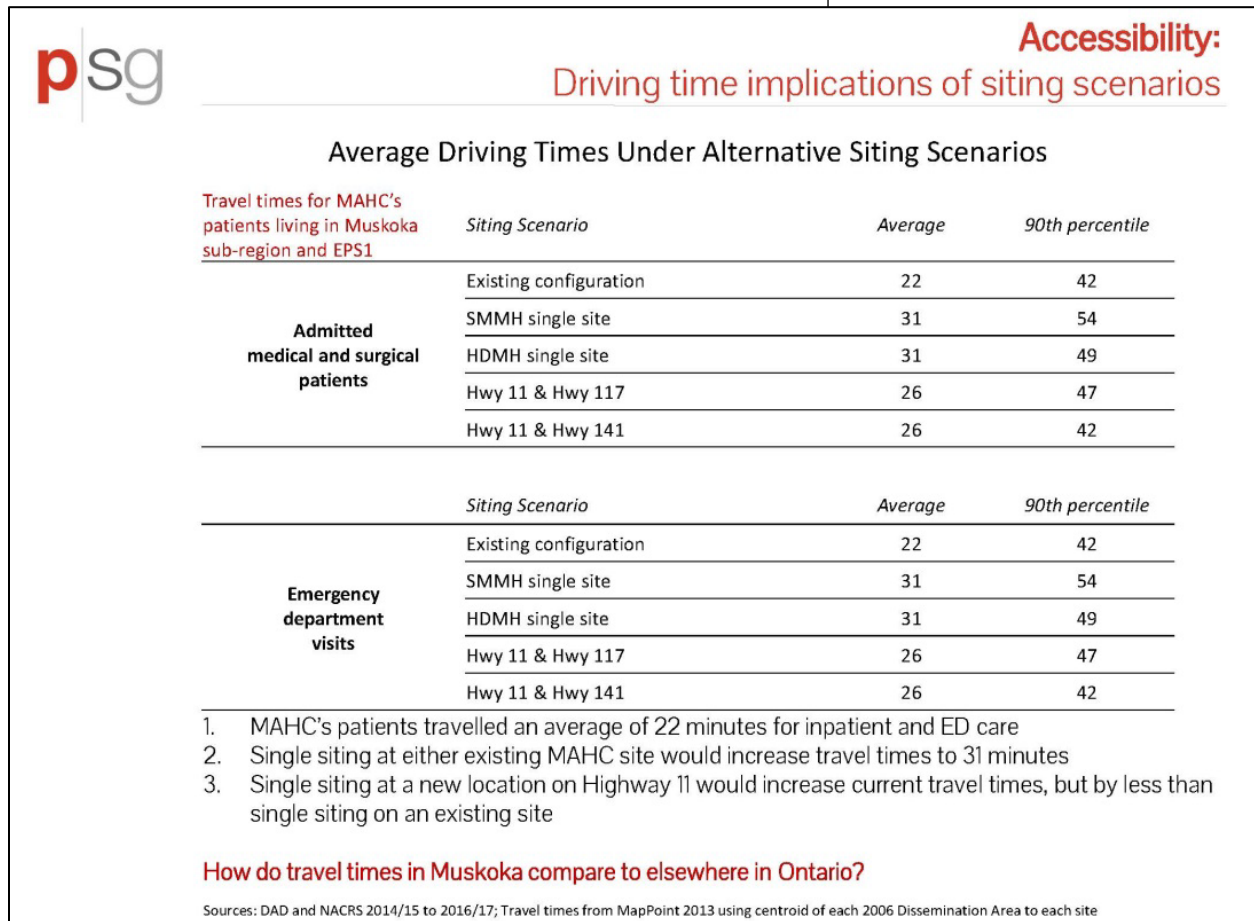 psg
Accessibility:
Driving time implications of siting scenarios
Average Driving Times Under Alternative Siting Scenarios
Travel times for MAHC's
patients living in Muskoka
sub-region and EPS1
Siting Scenario Average 90th percentile
Admitted
medical and surgical
patients
Existing configuration 22 42
SMMH single site 31 54
HDMH single site 31 49
Hwy 11 & Hwy 117 26 47
Hwy 11 & Hwy 141 26 42
Siting Scenario Average 90th percentile
Emergency
department
visits
Existing configuration 22 42
SMMH single site 31 54
HDMH single site 31 49
Hwy 11 & Hwy 117 26 47
Hwy 11 & Hwy 141 26 42
1. MAHC's patients travelled an average of 22 minutes for inpatient and ED care
2. Single siting at either existing MAHC site would increase travel times to 31 minutes
3. Single siting at a new location on Highway 11 would increase current travel times, but by less than
single siting on an existing site
How do travel times in Muskoka compare to elsewhere in Ontario?
Sources: DAD and NACRS 2014/15 to 2016/17; Travel times from MapPoint 2013 using centroid of each 2006 Dissemination Area to each site